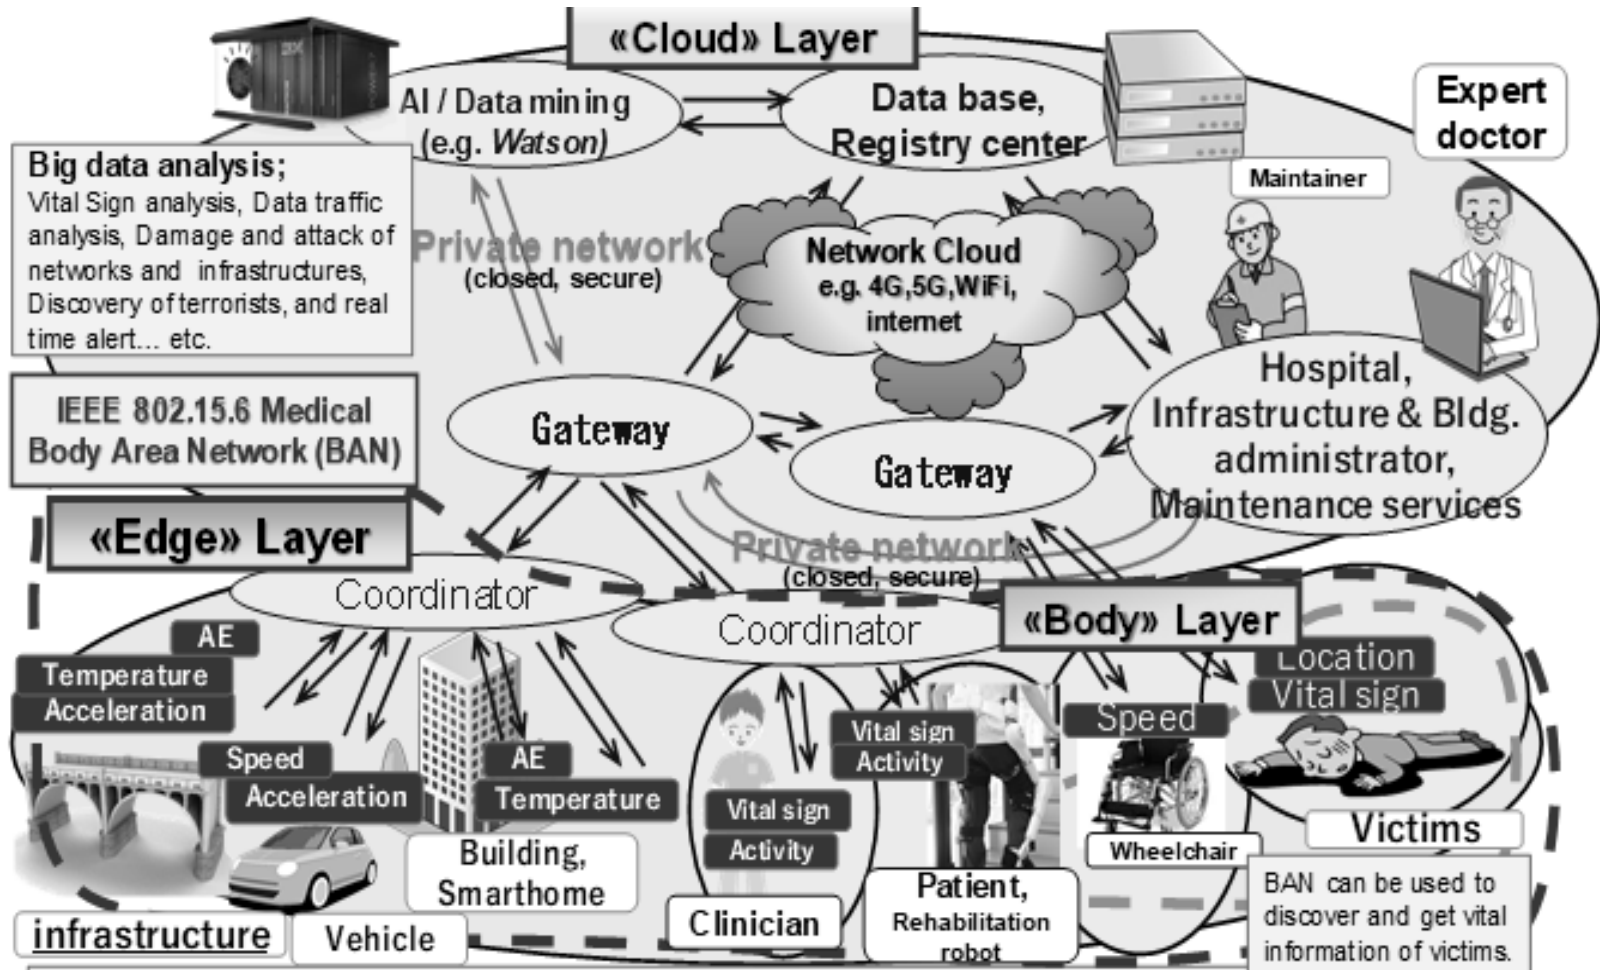 «Cloud» Layer
AI / Data mining
(e.g. Watson)
Data base,
Registry center
Expert
doctor
Maintainer
Big data analysis;
Vital Sign analysis, Data traffic
analysis, Damage and attack of
networks and infrastructures,
Discovery of terrorists, and real
time alert... etc.
Private network
(closed, secure)
Network Cloud
e.g. 4G,5G,WiFi,
internet
IEEE 802.15.6 Medical
Body Area Network (BAN)
Gateway
Gateway
Hospital,
Infrastructure & Bldg.
administrator,
Maintenance services
«Edge» Layer
Private network
(closed, secure)
Coordinator
Coordinator
«Body» Layer
AE
Temperature
Acceleration
Speed
Acceleration
AE
Temperature
Vital sign
Activity
Vital sign
Activity
Speed
Location
Vital sign
infrastructure
Vehicle
Building,
Smarthome
Clinician
Patient,
Rehabilitation
robot
Wheelchair
Victims
BAN can be used to
discover and get vital
information of victims.